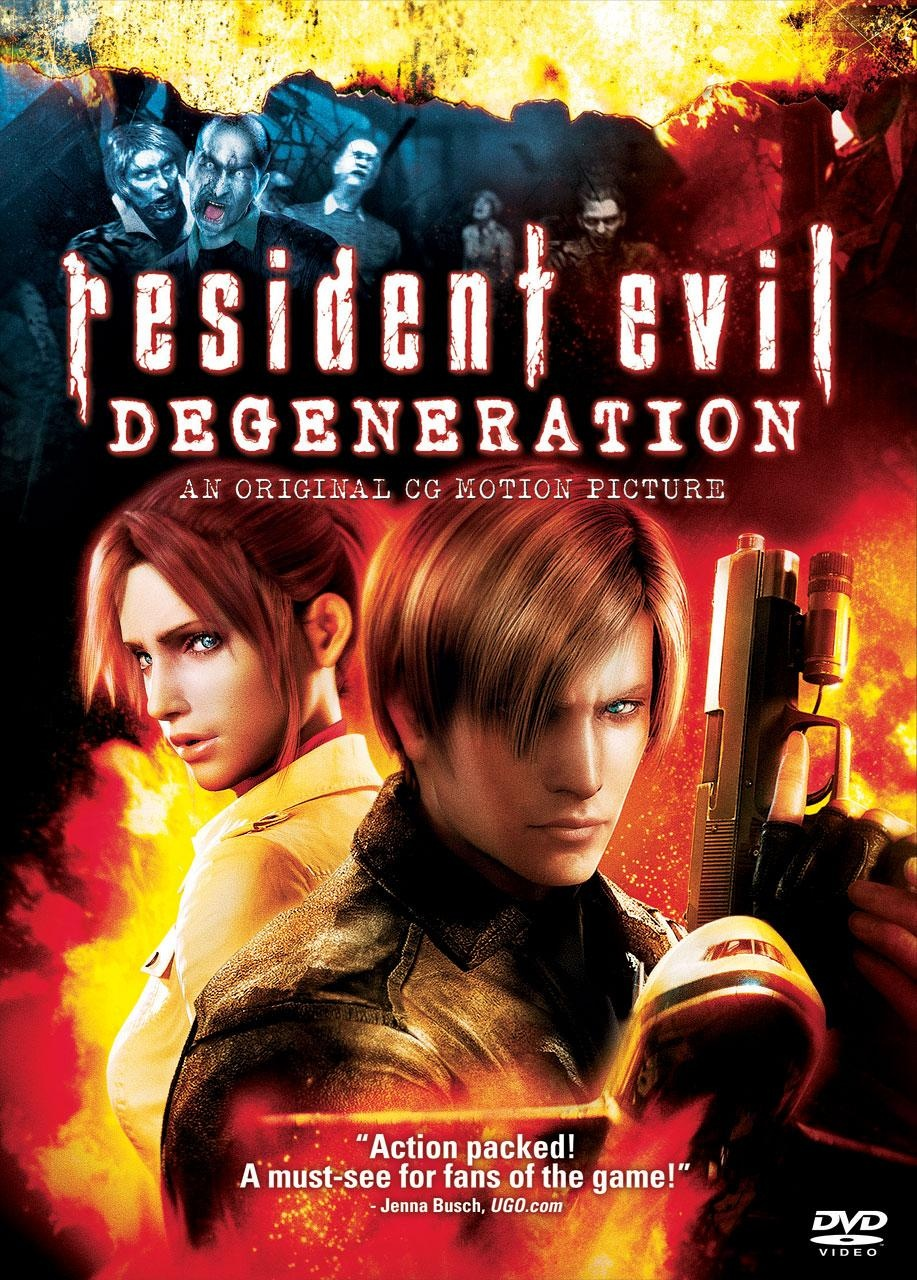 resident evil
DEGENERATION
AN ORIGINAL CG MOTION PICTURE
“Action packed!
A must-see for fans of the game!”
- Jenna Busch, UGO.com
DVD
VIDEO